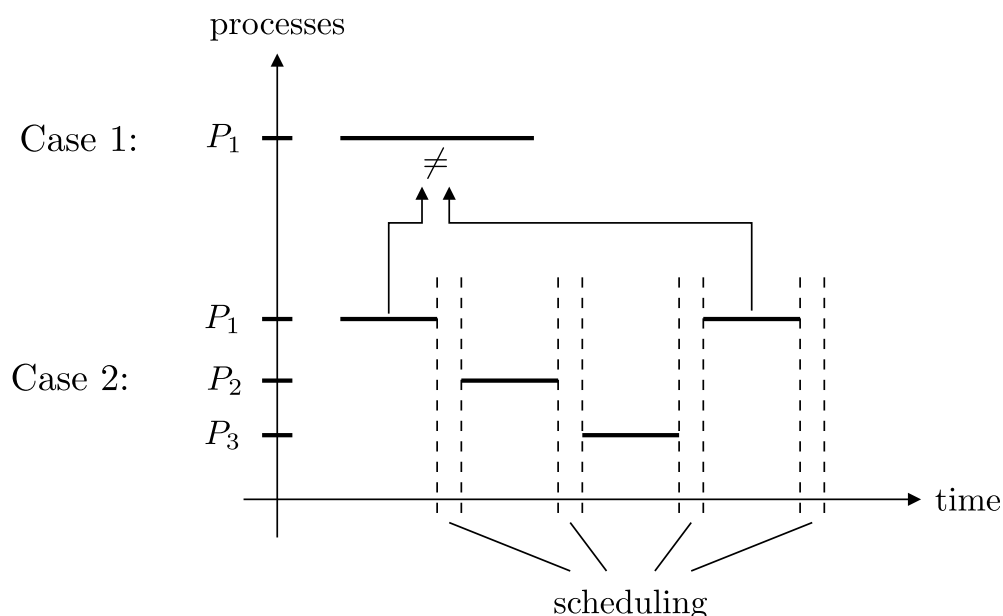 processes
Case 1: P₁
≠
P₁
Case 2: P₂
P₃
time
scheduling